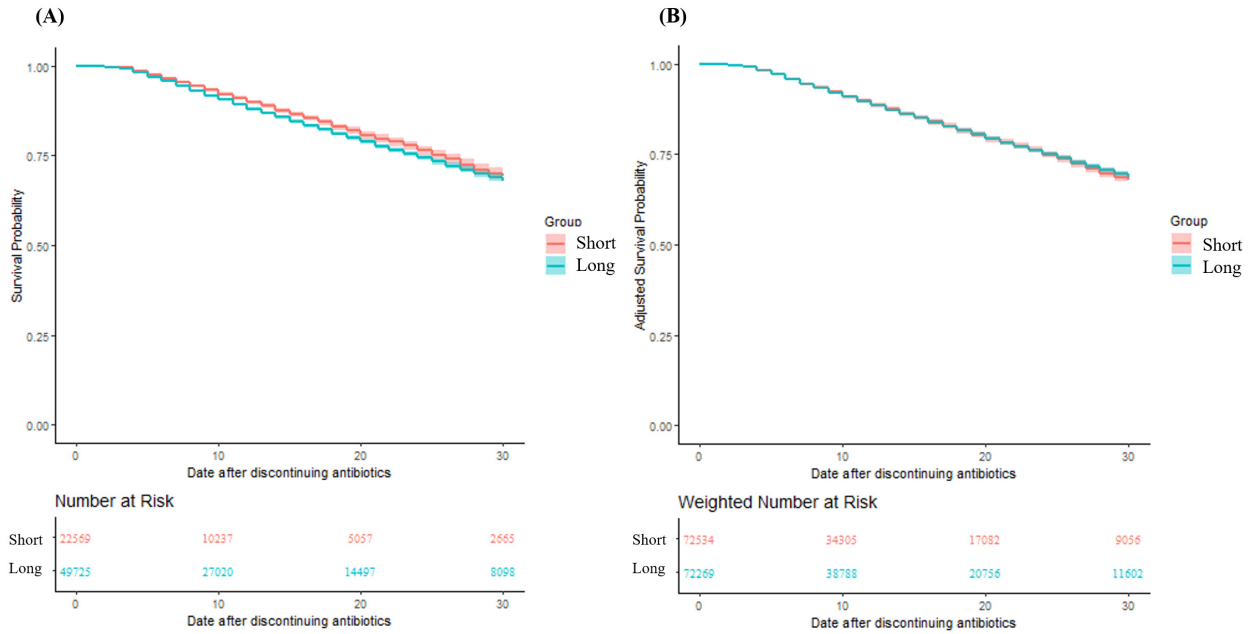 (A)
Survival Probability
1.00
0.75
0.50
0.25
0.00
0 10 20 30
Date after discontinuing antibiotics
Group
Short
Long
Number at Risk
Short 22569 10237 5057 2665
Long 49725 27020 14497 8098
0 10 20 30
Date after discontinuing antibiotics
(B)
Adjusted Survival Probability
1.00
0.75
0.50
0.25
0.00
0 10 20 30
Date after discontinuing antibiotics
Group
Short
Long
Weighted Number at Risk
Short 72534 34305 17082 9056
Long 72269 38788 20756 11602
0 10 20 30
Date after discontinuing antibiotics